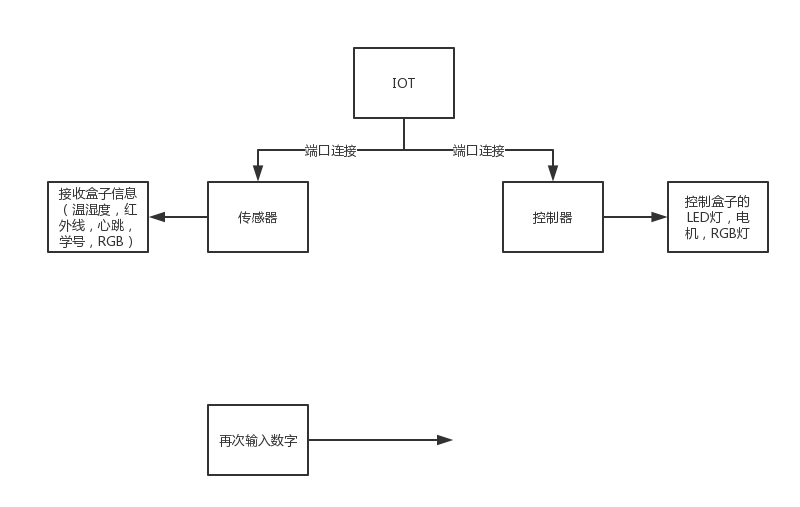 IOT
端口连接
端口连接
接收盒子信息
（温湿度，红
外线，心跳，
学号，RGB）
传感器
控制器
控制盒子的
LED灯，电
机，RGB灯
再次输入数字